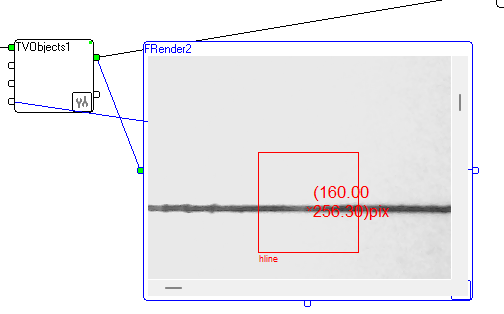 TVObjects1
FRender2
(160.00
256.30)pix
hline